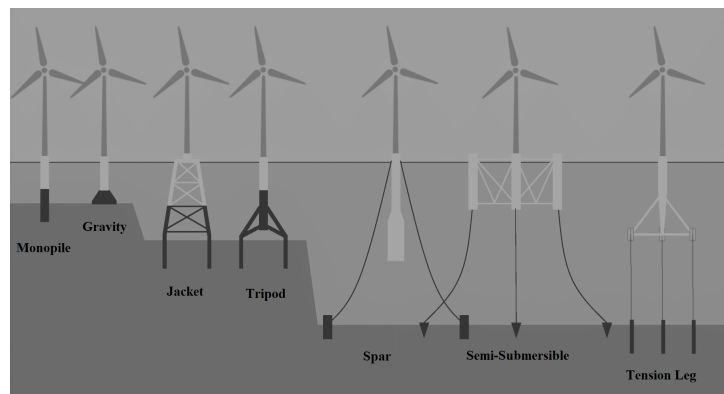 Monopile
Gravity
Jacket
Tripod
Spar
Semi-Submersible
Tension Leg